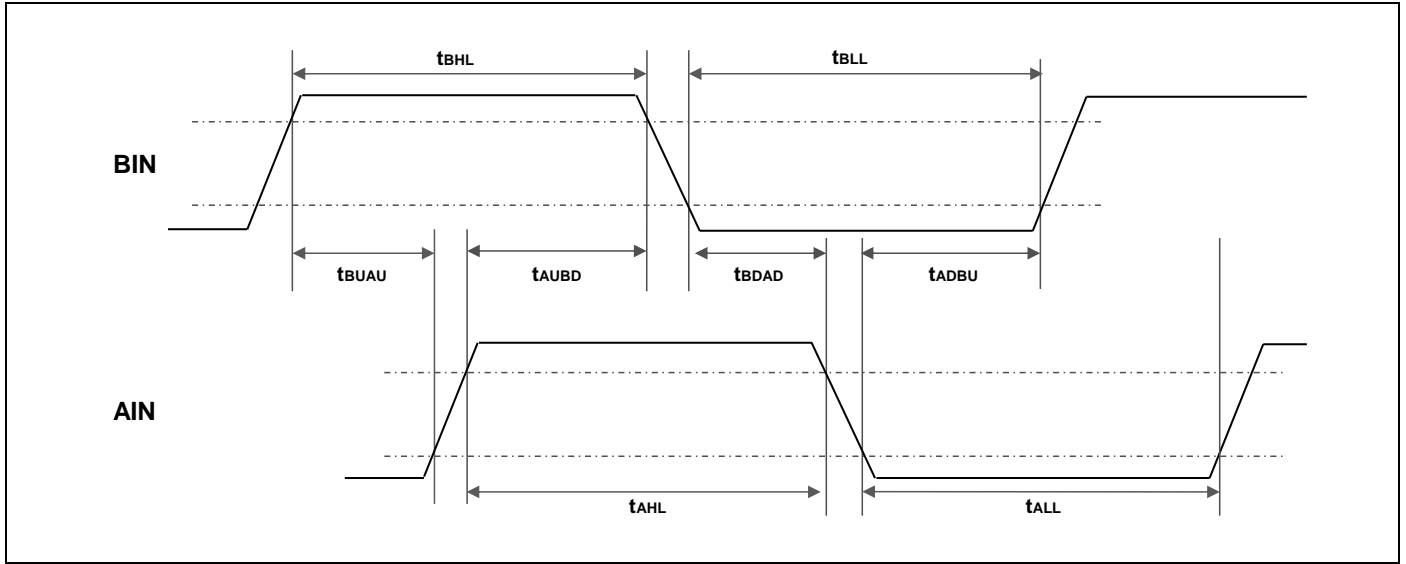 tBHL
tBLL
BIN
tBUAU
tAUBD
tBDAD
tADBU
AIN
tAHL
tALL